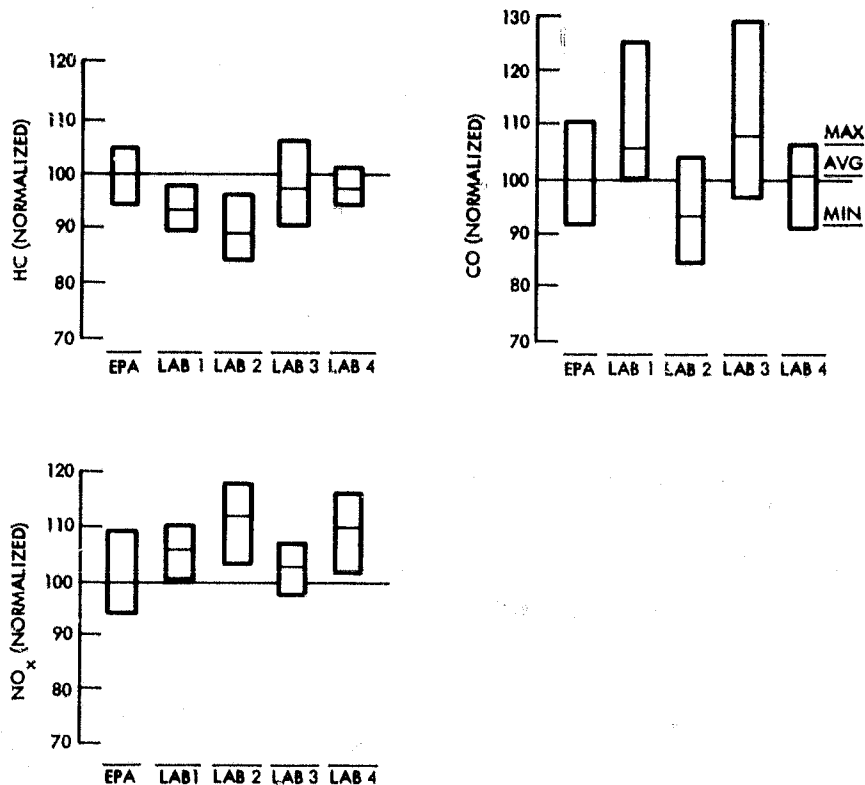 HC (NORMALIZED)
120
110
100
90
80
70
EPA LAB 1 LAB 2 LAB 3 LAB 4
CO (NORMALIZED)
130
120
110
100
90
80
70
MAX
AVG
MIN
EPA LAB 1 LAB 2 LAB 3 LAB 4
NOx (NORMALIZED)
120
110
100
90
80
70
EPA LAB1 LAB 2 LAB 3 LAB 4